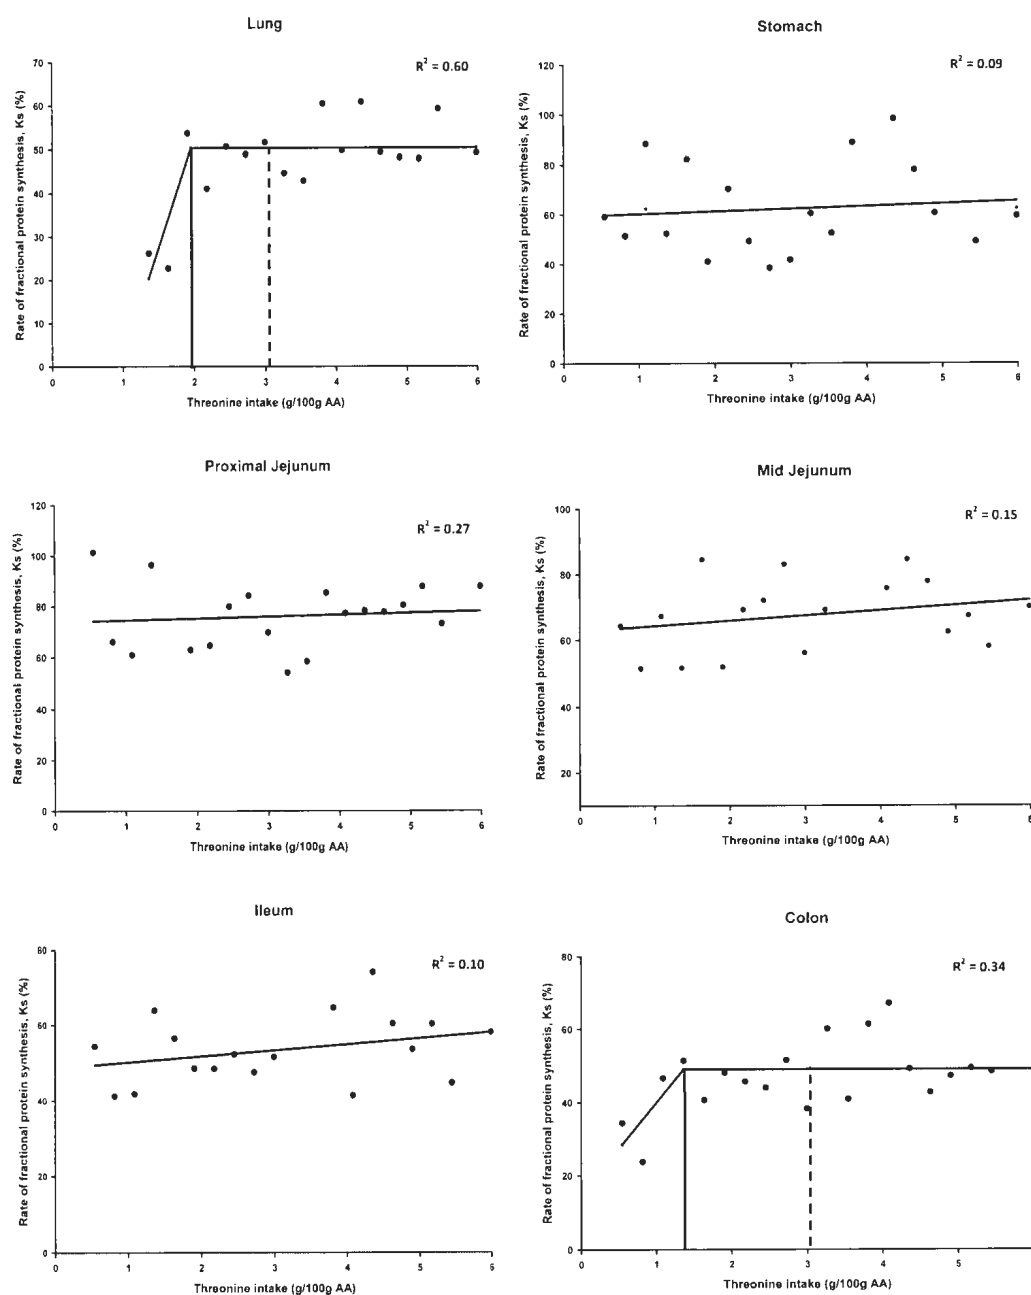 Lung
R² = 0.60
Rate of fractional protein synthesis, Ks (%)
70
60
50
40
30
20
10
0
0 1 2 3 4 5 6
Threonine intake (g/100g AA)
Stomach
R² = 0.09
Rate of fractional protein synthesis, Ks (%)
120
100
80
60
40
20
0
0 1 2 3 4 5 6
Threonine intake (g/100g AA)
Proximal Jejunum
R² = 0.27
Rate of fractional protein synthesis, Ks (%)
120
100
80
60
40
20
0
0 1 2 3 4 5 6
Threonine intake (g/100g AA)
Mid Jejunum
R² = 0.15
Rate of fractional protein synthesis, Ks (%)
100
80
60
40
20
0 1 2 3 4 5 6
Threonine intake (g/100g AA)
Ileum
R² = 0.10
Rate of fractional protein synthesis, Ks (%)
80
60
40
20
0
0 1 2 3 4 5 6
Threonine intake (g/100g AA)
Colon
R² = 0.34
Rate of fractional protein synthesis, Ks (%)
80
60
40
20
0
0 1 2 3 4 5
Threonine intake (g/100g AA)